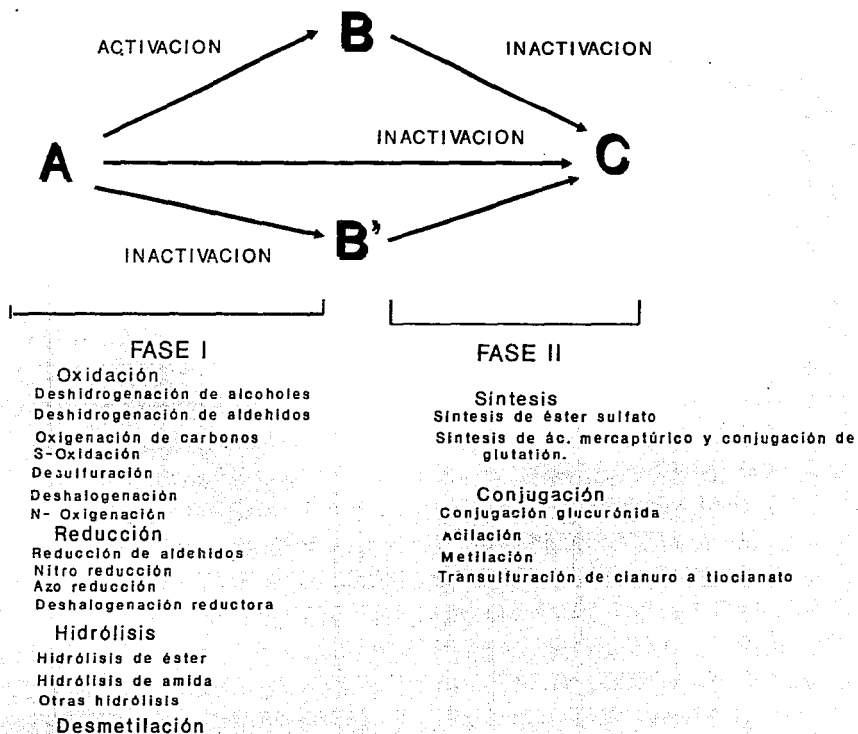 ACTIVACION
B
INACTIVACION
INACTIVACION
A
C
INACTIVACION
B'
FASE I
Oxidación
Deshidrogenación de alcoholes
Deshidrogenación de aldehidos
Oxigenación de carbonos
S-Oxidación
Desulfuración
Deshalogenación
N- Oxigenación
Reducción
Reducción de aldehidos
Nitro reducción
Azo reducción
Deshalogenación reductora
Hidrólisis
Hidrólisis de éster
Hidrólisis de amida
Otras hidrólisis
Desmetilación
FASE II
Síntesis
Síntesis de éster sulfato
Síntesis de ác. mercaptúrico y conjugación de
glutatión.
Conjugación
Conjugación glucurónida
Acilación
Metilación
Transulfuración de cianuro a tiocianato